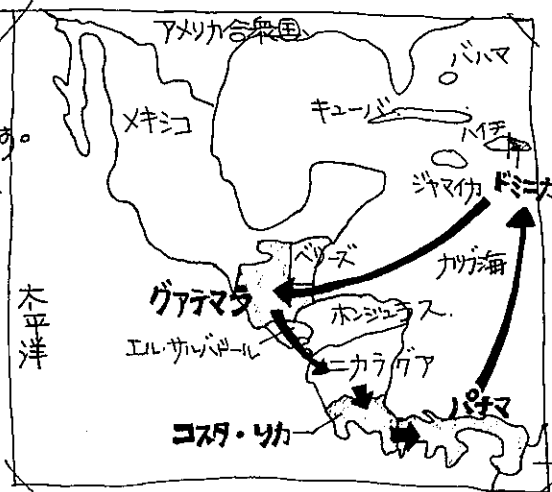 アメリカ合衆国
バハマ
す。
メキシコ
キューバ
ハイチ
ジャマイカ
ドミニカ
ベリーズ
カリブ海
グアテマラ
ホンジュラス
太平洋
エル・サルバドール
ニカラグア
パナマ
コスタ・リカ